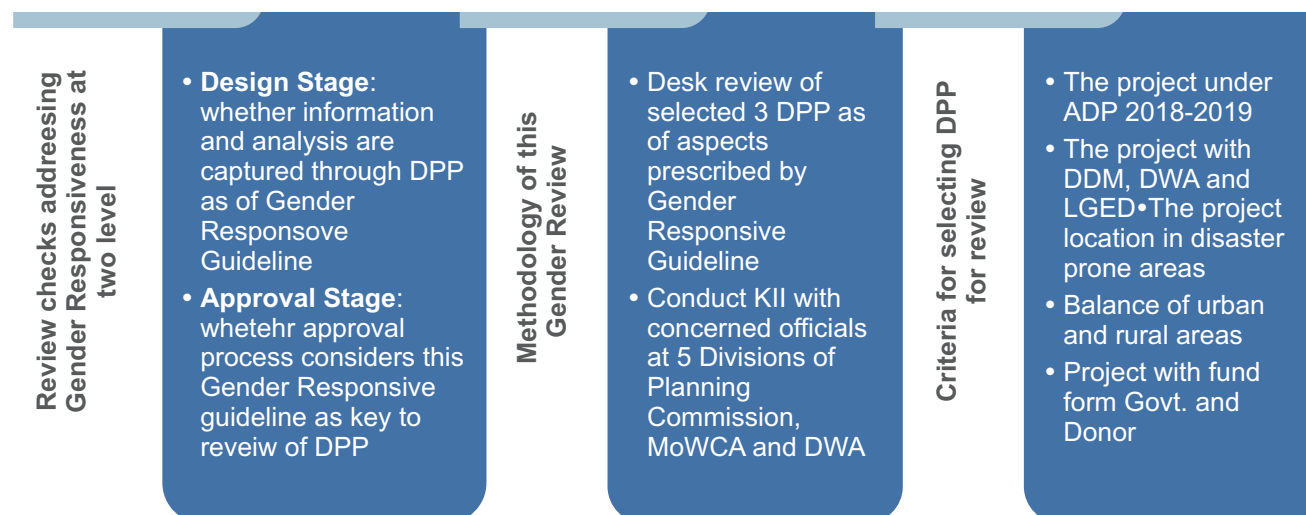 Review checks addreesing
Gender Responsiveness at
two level
• Design Stage:
whether information
and analysis are
captured through DPP
as of Gender
Responsove
Guideline
• Approval Stage:
whetehr approval
process considers this
Gender Responsive
guideline as key to
reveiw of DPP
Methodology of this
Gender Review
• Desk review of
selected 3 DPP as
of aspects
prescribed by
Gender
Responsive
Guideline
• Conduct KII with
concerned officials
at 5 Divisions of
Planning
Commission,
MoWCA and DWA
Criteria for selecting DPP
for review
• The project under
ADP 2018-2019
• The project with
DDM, DWA and
LGED•The project
location in disaster
prone areas
• Balance of urban
and rural areas
• Project with fund
form Govt. and
Donor